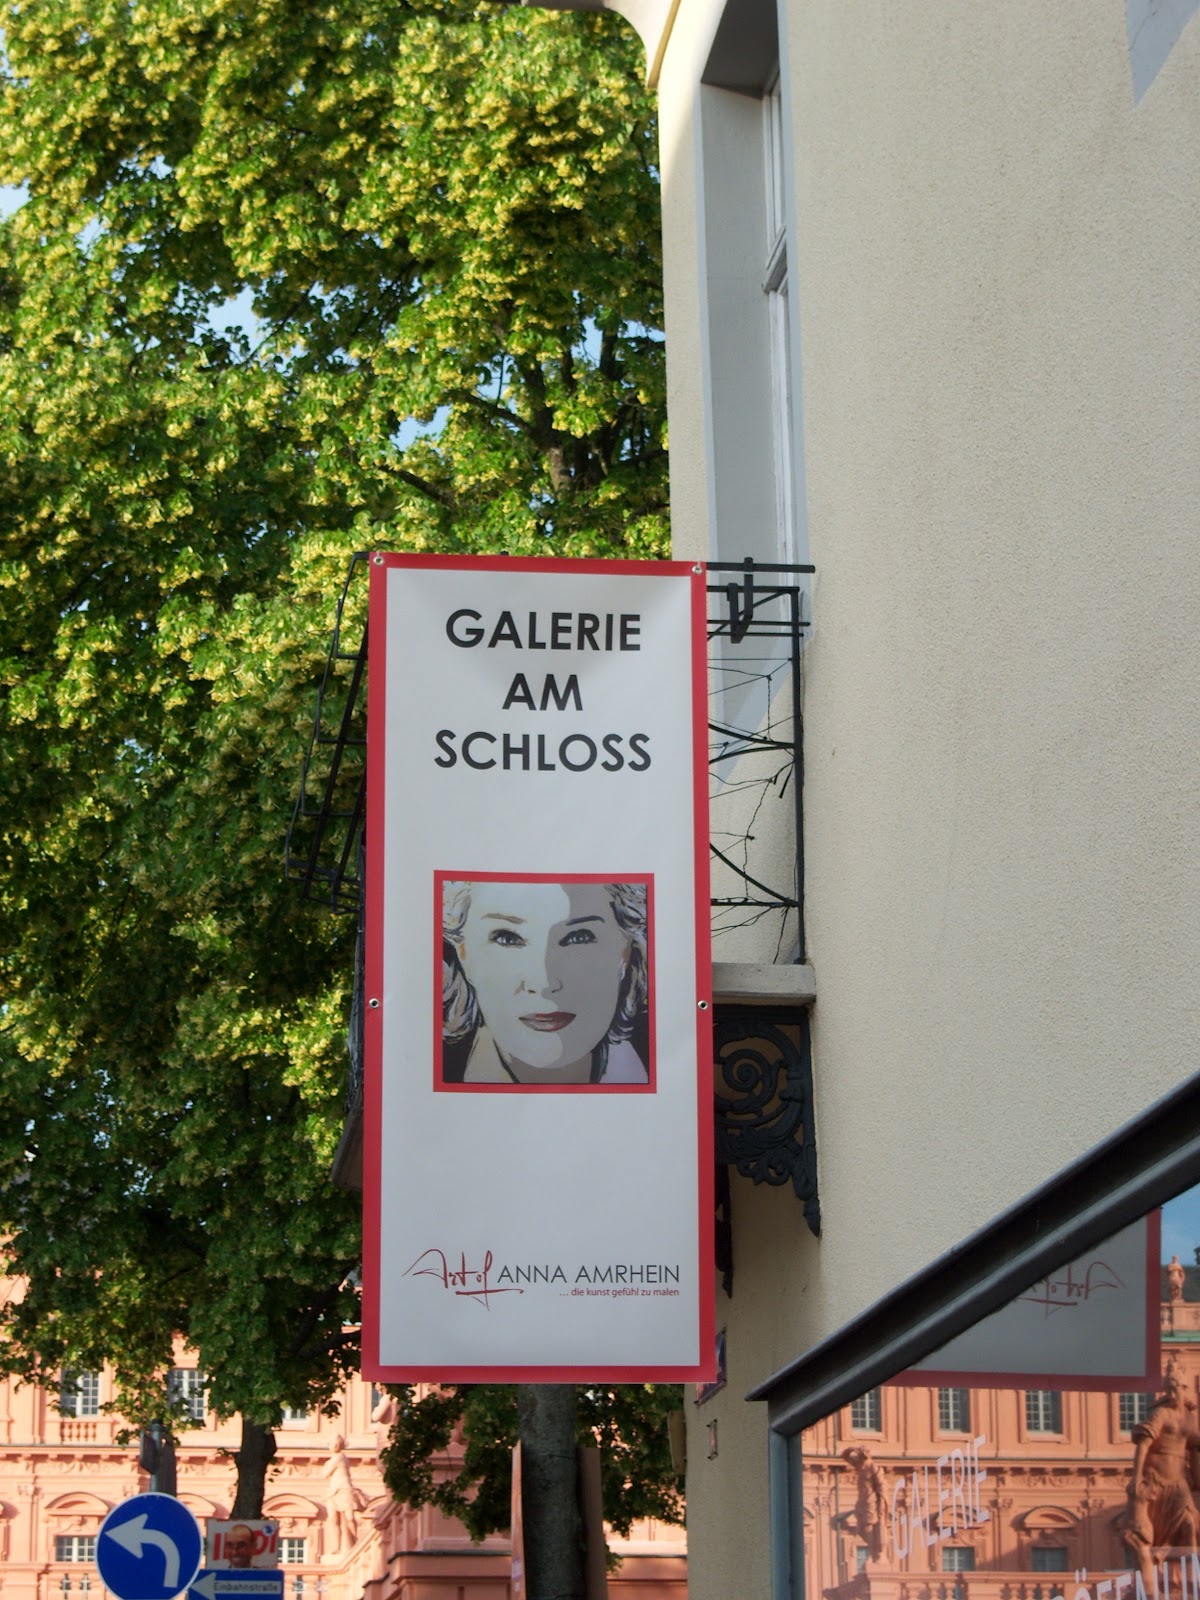 GALERIE
AM
SCHLOSS
Art of ANNA AMRHEIN
... die kunst gefühl zu malen
Einbahnstraße
GALERIE